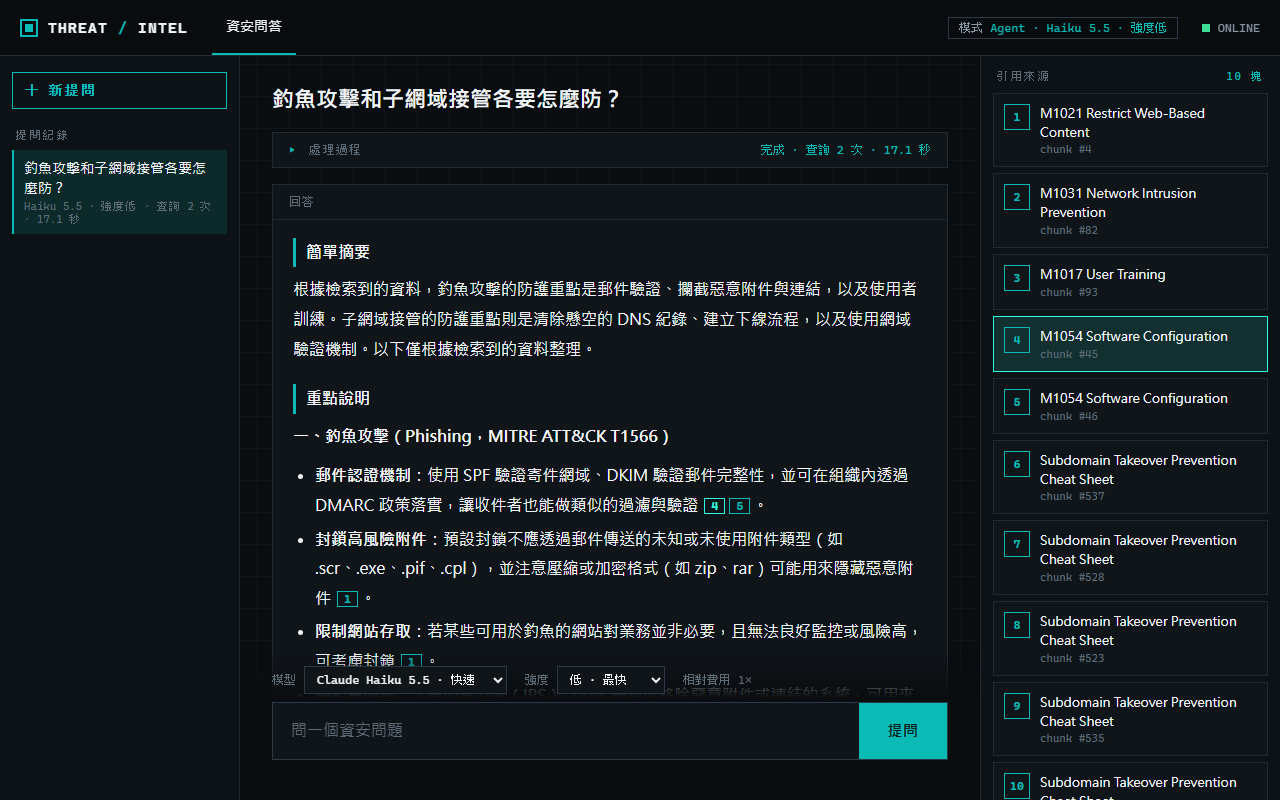 THREAT / INTEL
資安問答
模式 Agent · Haiku 5.5 · 強度低
ONLINE
＋ 新提問
提問紀錄
釣魚攻擊和子網域接管各要怎
麼防？
Haiku 5.5 · 強度低 · 查詢 2 次
· 17.1 秒
釣魚攻擊和子網域接管各要怎麼防？
處理過程
完成 · 查詢 2 次 · 17.1 秒
回答
簡單摘要
根據檢索到的資料，釣魚攻擊的防護重點是郵件驗證、攔截惡意附件與連結，以及使用者
訓練。子網域接管的防護重點則是清除懸空的 DNS 紀錄、建立下線流程，以及使用網域
驗證機制。以下僅根據檢索到的資料整理。
重點說明
一、釣魚攻擊（Phishing，MITRE ATT&CK T1566）
• 郵件認證機制：使用 SPF 驗證寄件網域、DKIM 驗證郵件完整性，並可在組織內透過
DMARC 政策落實，讓收件者也能做類似的過濾與驗證 4 5 。
• 封鎖高風險附件：預設封鎖不應透過郵件傳送的未知或未使用附件類型（如
.scr、.exe、.pif、.cpl），並注意壓縮或加密格式（如 zip、rar）可能用來隱藏惡意附
件 1 。
• 限制網站存取：若某些可用於釣魚的網站對業務並非必要，且無法良好監控或風險高，
可考慮封鎖 1 。
模型 Claude Haiku 5.5 · 快速 強度 低 · 最快 相對費用 1×
問一個資安問題
提問
引用來源
10 塊
1
M1021 Restrict Web-Based
Content
chunk #4
2
M1031 Network Intrusion
Prevention
chunk #82
3
M1017 User Training
chunk #93
4
M1054 Software Configuration
chunk #45
5
M1054 Software Configuration
chunk #46
6
Subdomain Takeover Prevention
Cheat Sheet
chunk #537
7
Subdomain Takeover Prevention
Cheat Sheet
chunk #528
8
Subdomain Takeover Prevention
Cheat Sheet
chunk #523
9
Subdomain Takeover Prevention
Cheat Sheet
chunk #535
10
Subdomain Takeover Prevention
Cheat Sheet